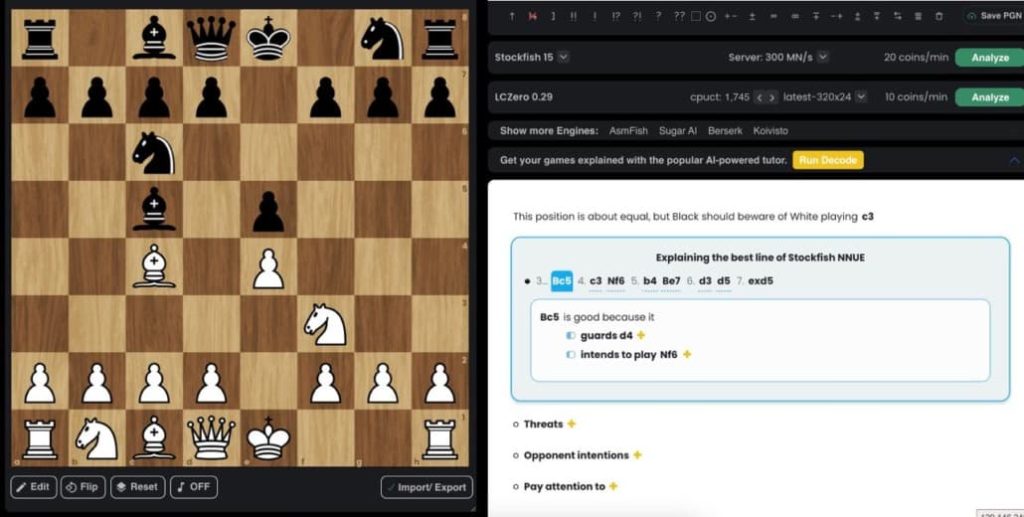 ↑ N ] !! ! !? ?! ? ?? □ ⊙ +− ± = ∞ ∓ −+ Save PGN
Stockfish 15 Server: 300 MN/s 20 coins/min Analyze
LCZero 0.29 cpuct: 1,745 < > latest-320x24 10 coins/min Analyze
Show more Engines: AsmFish Sugar AI Berserk Koivisto
Get your games explained with the popular AI-powered tutor. Run Decode
This position is about equal, but Black should beware of White playing c3
Explaining the best line of Stockfish NNUE
3... Bc5 4. c3 Nf6 5. b4 Be7 6. d3 d5 7. exd5
Bc5 is good because it
guards d4 +
intends to play Nf6 +
Threats +
Opponent intentions +
Pay attention to +
8
7
6
5
4
3
2
1
a b c d e f g h
Edit Flip Reset OFF Import/ Export